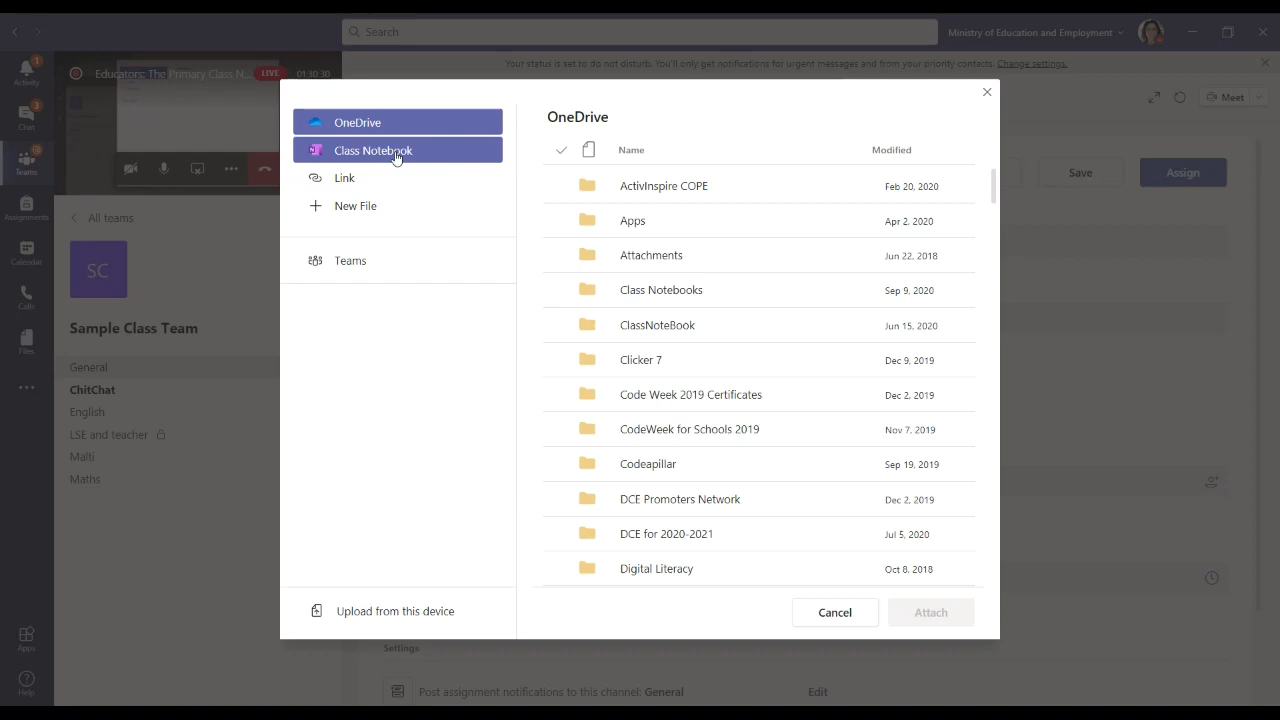 Search
Ministry of Education and Employment
Your status is set to do not disturb. You'll only get notifications for urgent messages and from your priority contacts. Change settings.
Activity
Chat
Teams
Assignments
Calendar
Calls
Files
Apps
Help
Educators: The Primary Class N... LIVE 01:30:30
Meet
Save
Assign
All teams
SC
Sample Class Team
General
ChitChat
English
LSE and teacher
Malti
Maths
OneDrive
Class Notebook
Link
New File
Teams
Upload from this device
OneDrive
Name Modified
ActivInspire COPE Feb 20, 2020
Apps Apr 2, 2020
Attachments Jun 22, 2018
Class Notebooks Sep 9, 2020
ClassNoteBook Jun 15, 2020
Clicker 7 Dec 9, 2019
Code Week 2019 Certificates Dec 2, 2019
CodeWeek for Schools 2019 Nov 7, 2019
Codeapillar Sep 19, 2019
DCE Promoters Network Dec 2, 2019
DCE for 2020-2021 Jul 5, 2020
Digital Literacy Oct 8, 2018
Cancel
Attach
Settings
Post assignment notifications to this channel: General Edit